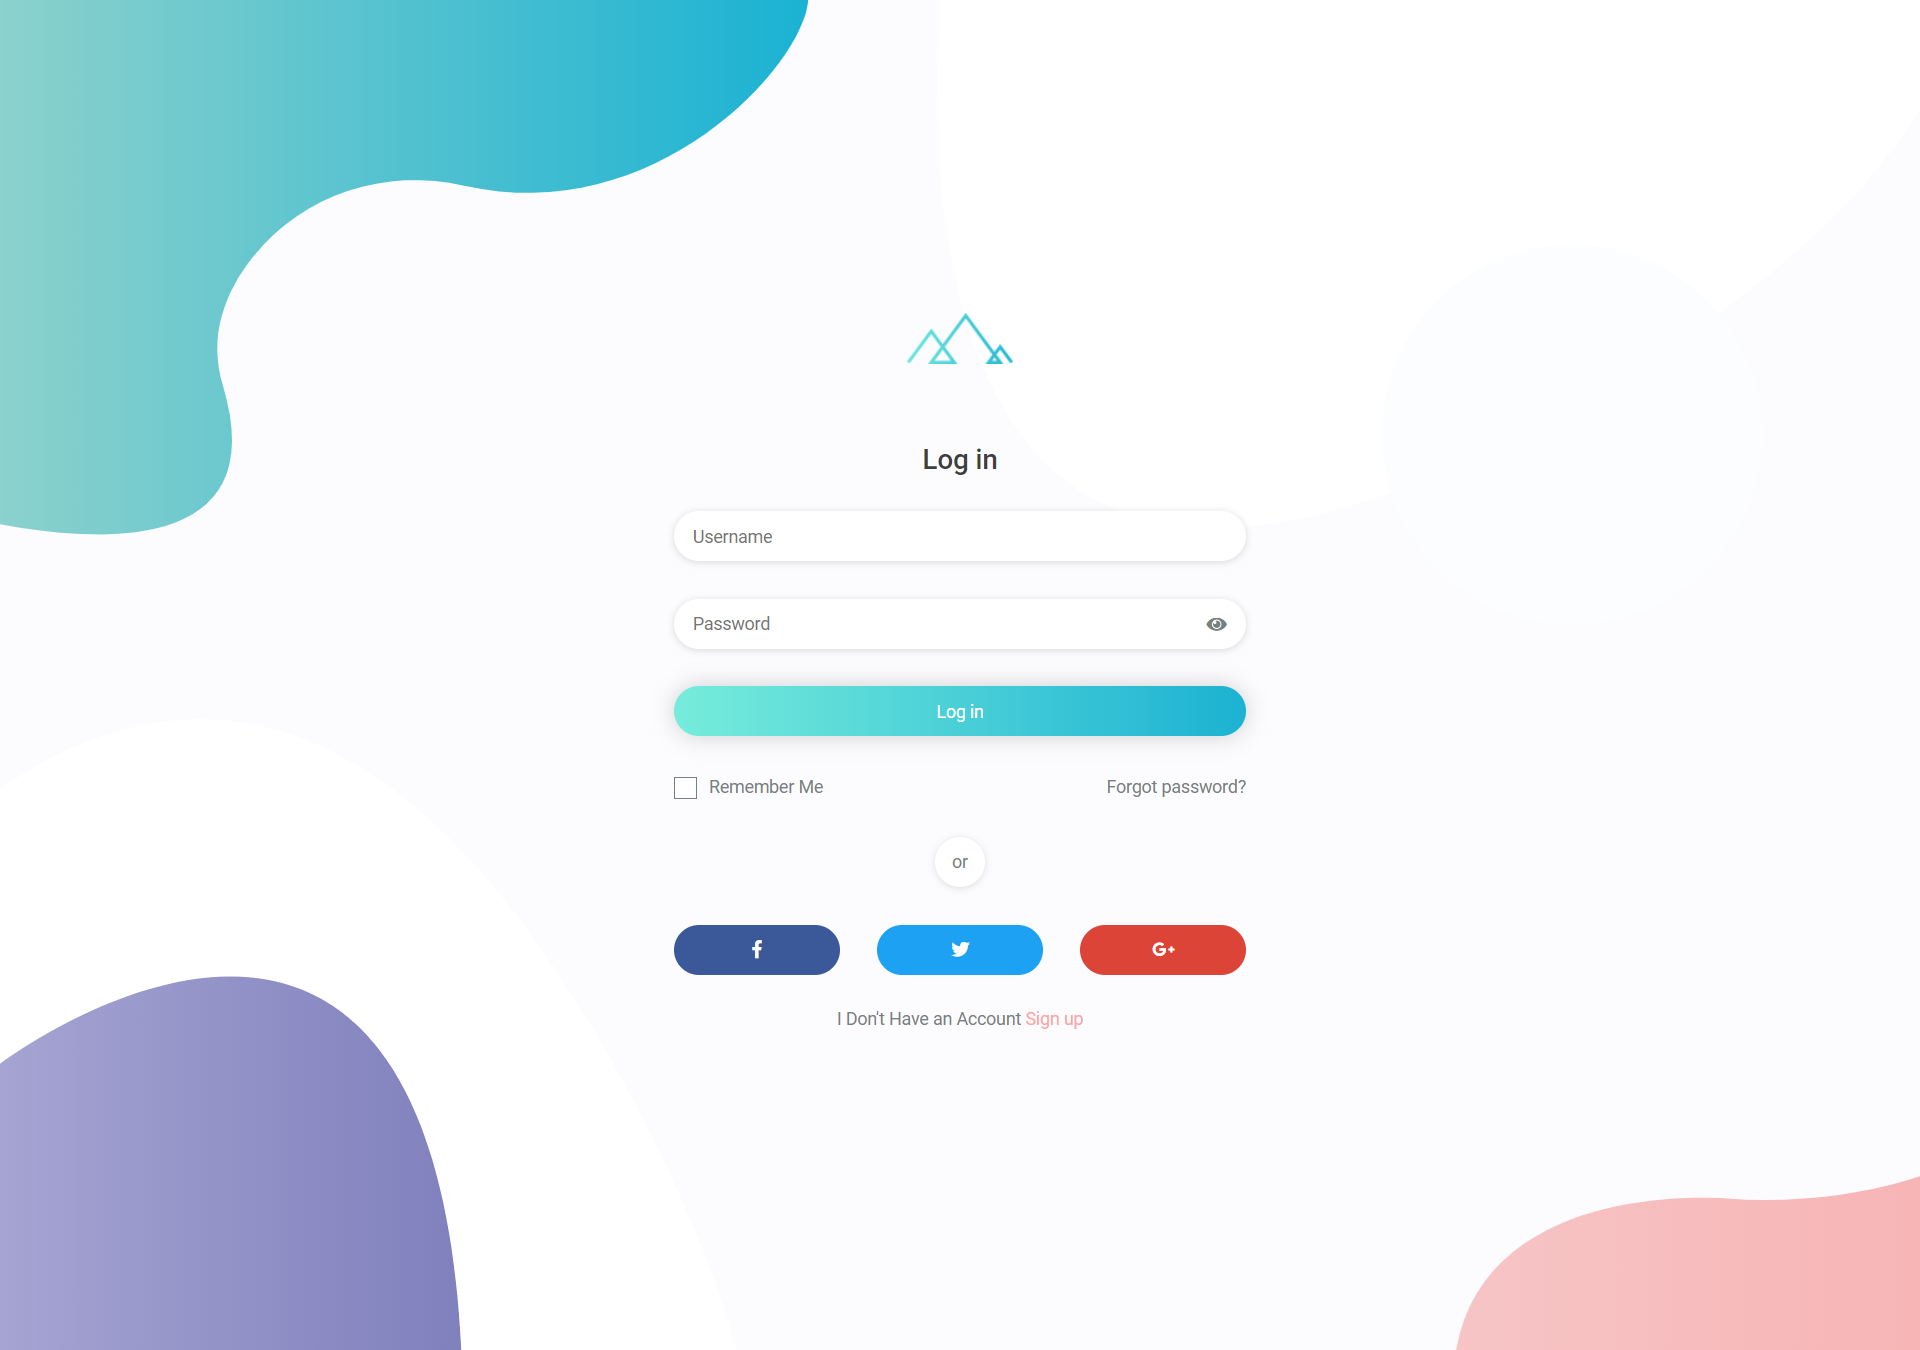 Log in
Username
Password
Log in
Remember Me
Forgot password?
or
I Don't Have an Account Sign up